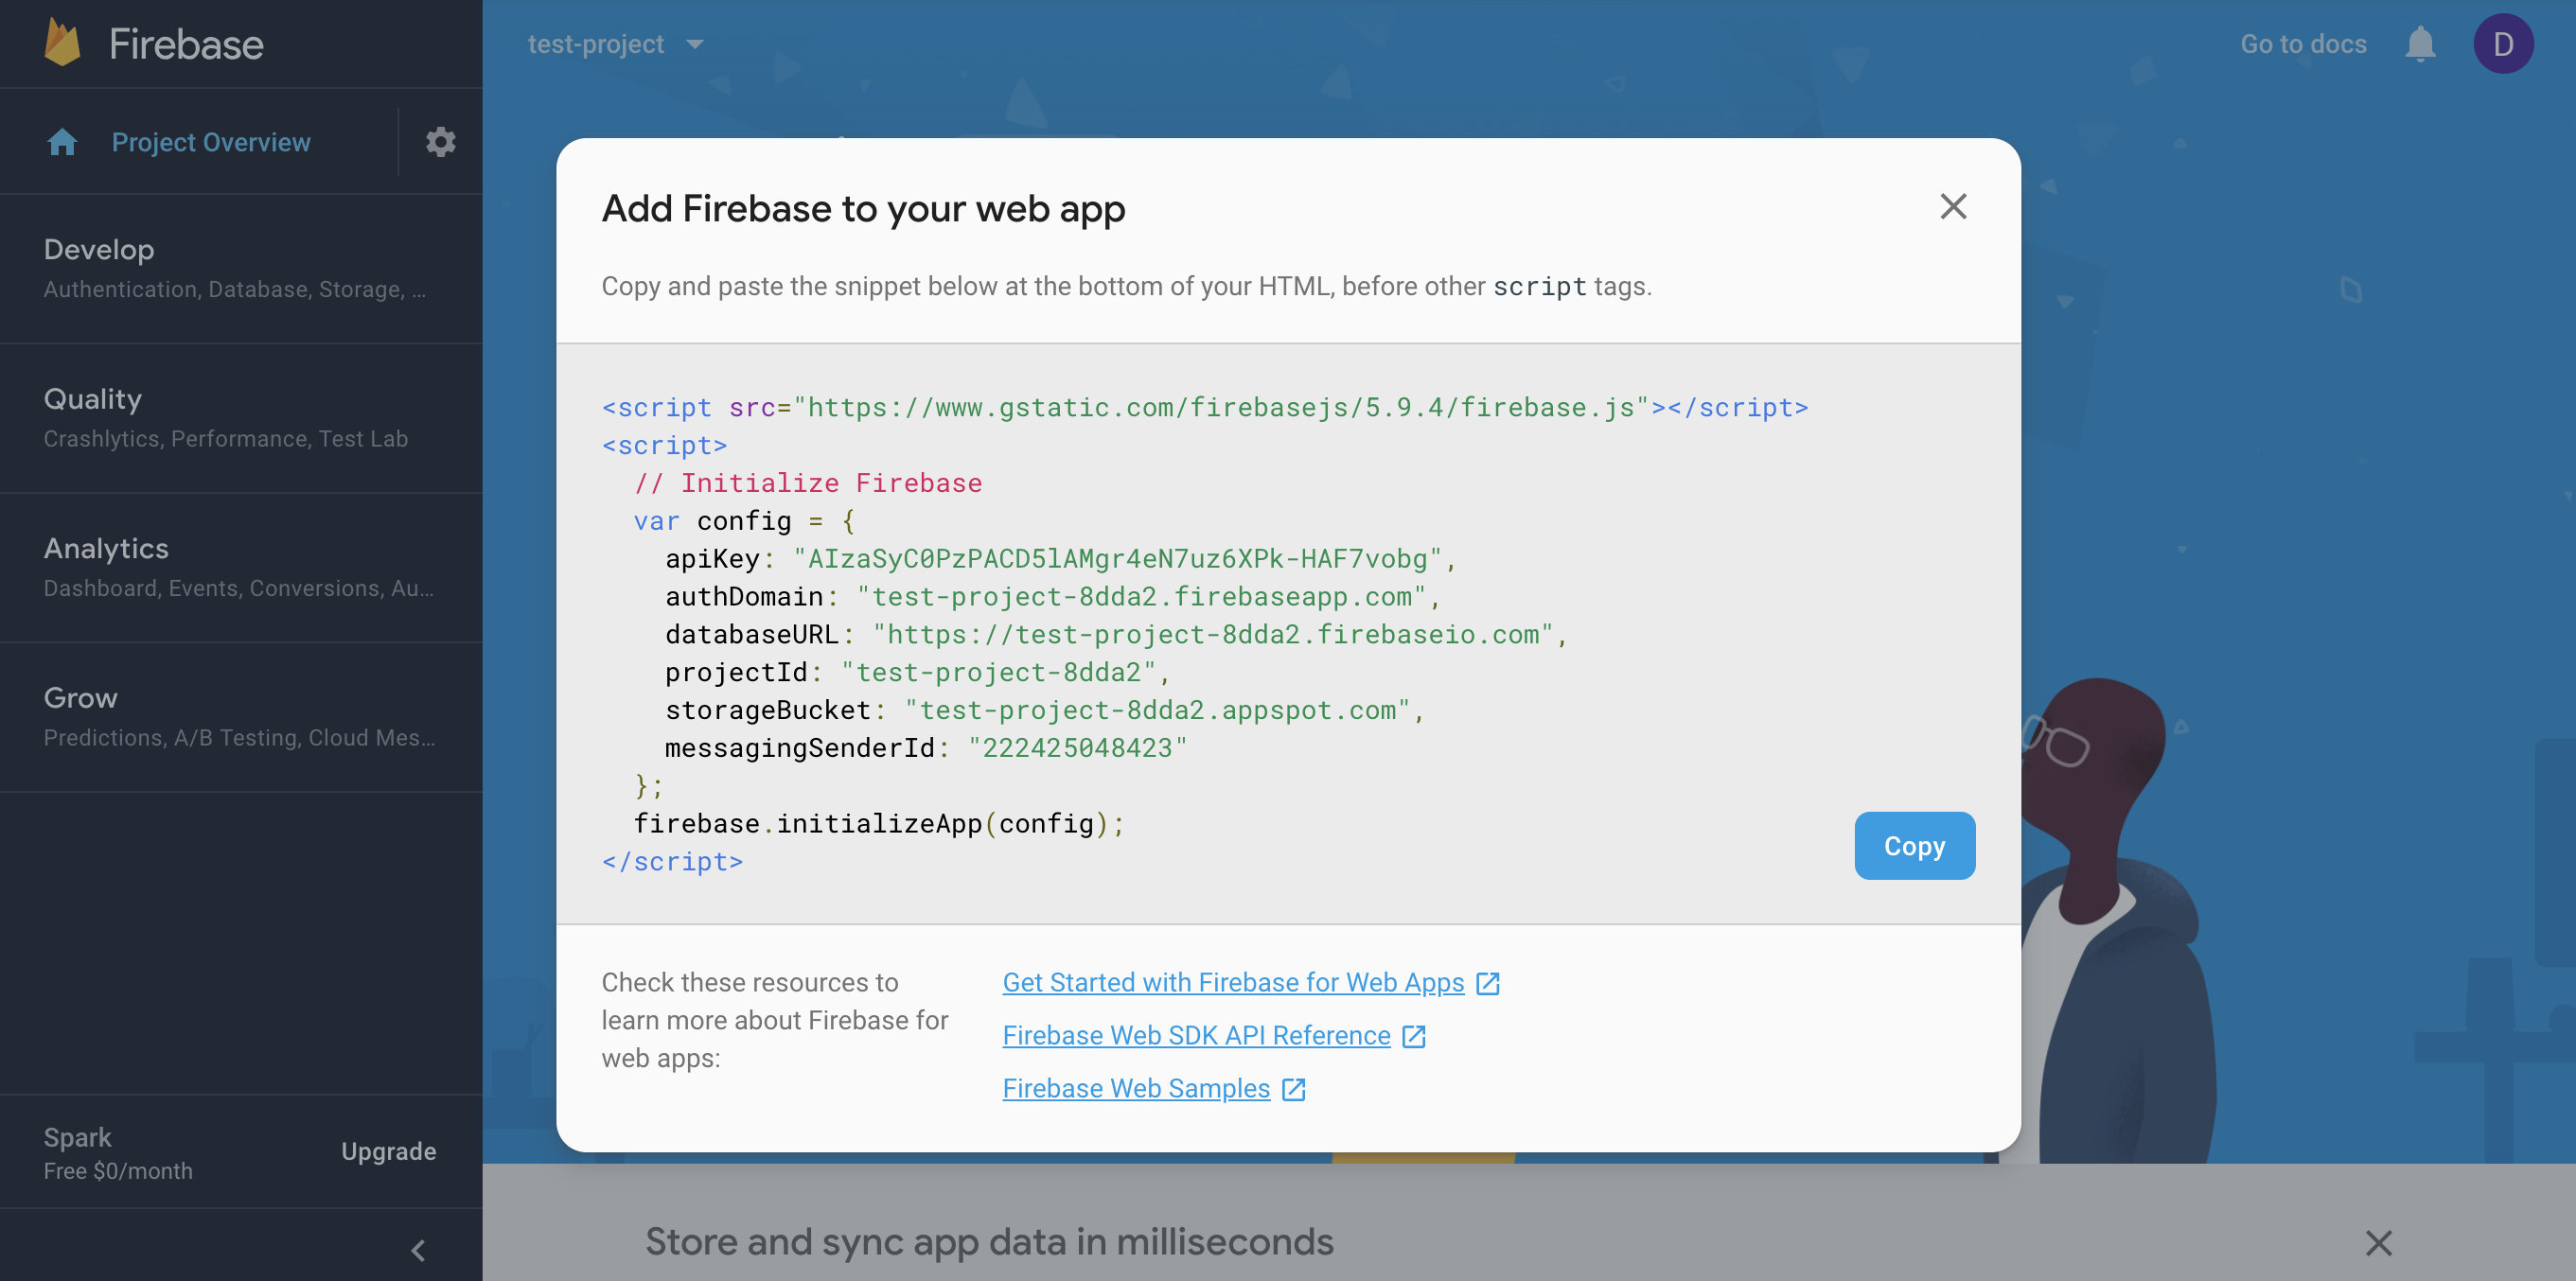 Firebase
Project Overview
Develop
Authentication, Database, Storage, ...
Quality
Crashlytics, Performance, Test Lab
Analytics
Dashboard, Events, Conversions, Au...
Grow
Predictions, A/B Testing, Cloud Mes...
Spark
Free $0/month
Upgrade
test-project
Go to docs
D
Add Firebase to your web app
Copy and paste the snippet below at the bottom of your HTML, before other script tags.
<script src="https://www.gstatic.com/firebasejs/5.9.4/firebase.js"></script>
<script>
// Initialize Firebase
var config = {
apiKey: "AIzaSyC0PzPACD5lAMgr4eN7uz6XPk-HAF7vobg",
authDomain: "test-project-8dda2.firebaseapp.com",
databaseURL: "https://test-project-8dda2.firebaseio.com",
projectId: "test-project-8dda2",
storageBucket: "test-project-8dda2.appspot.com",
messagingSenderId: "222425048423"
};
firebase.initializeApp(config);
</script>
Copy
Check these resources to
learn more about Firebase for
web apps:
Get Started with Firebase for Web Apps
Firebase Web SDK API Reference
Firebase Web Samples
Store and sync app data in milliseconds